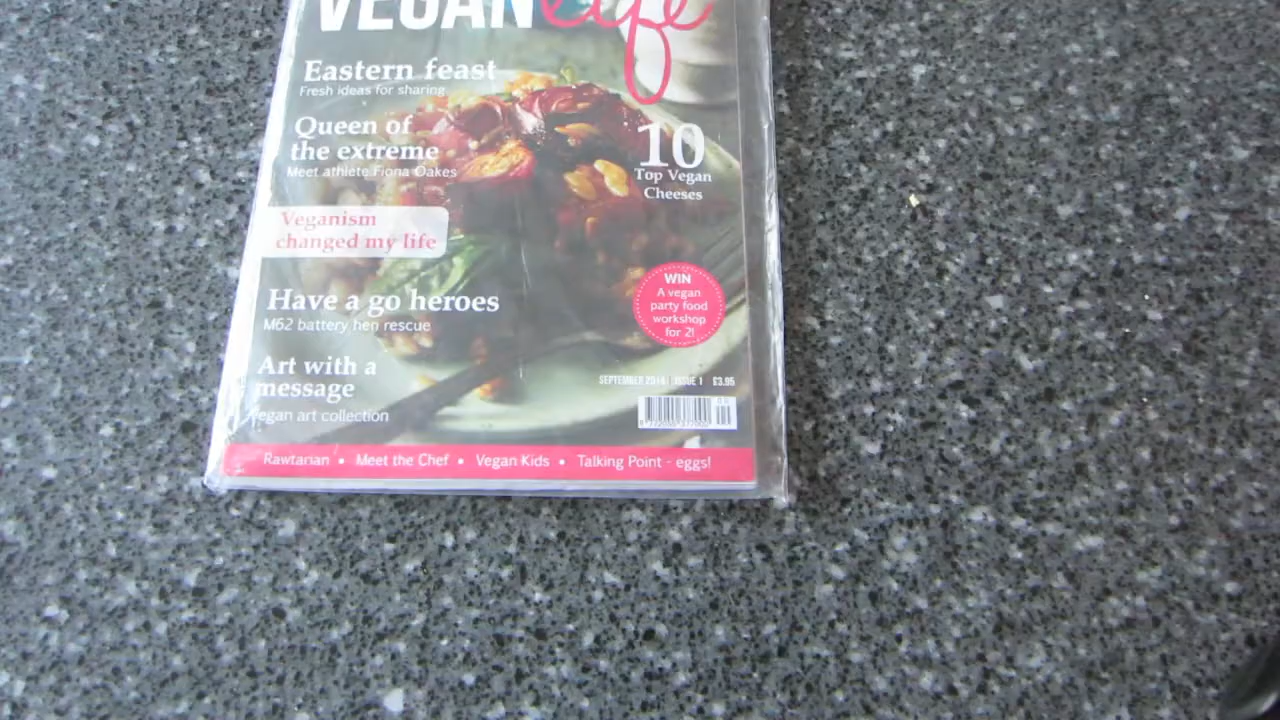 VEGAN life
Eastern feast
Fresh ideas for sharing
Queen of
the extreme
Meet athlete Fiona Oakes
10
Top Vegan
Cheeses
Veganism
changed my life
Have a go heroes
M62 battery hen rescue
WIN
A vegan
party food
workshop
for 2!
Art with a
message
egan art collection
SEPTEMBER 2014 | ISSUE 1 £3.95
Rawtarian • Meet the Chef • Vegan Kids • Talking Point - eggs!